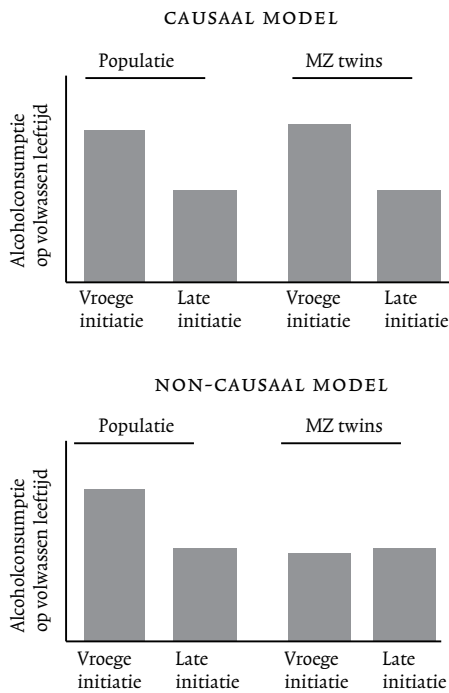 CAUSAAL MODEL
Populatie
MZ twins
Alcoholconsumptie
op volwassen leeftijd
Vroege
initiatie
Late
initiatie
Vroege
initiatie
Late
initiatie
NON-CAUSAAL MODEL
Populatie
MZ twins
Alcoholconsumptie
op volwassen leeftijd
Vroege
initiatie
Late
initiatie
Vroege
initiatie
Late
initiatie